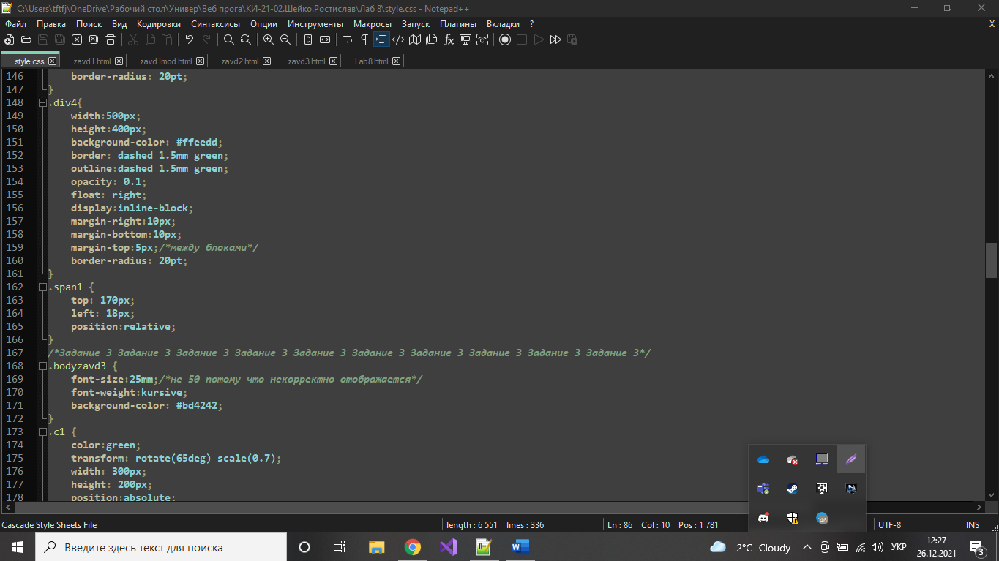 C:\Users\tftfj\OneDrive\Рабочий стол\Универ\Веб прога\КИ-21-02.Шейко.Ростислав\Лаб 8\style.css - Notepad++
Файл Правка Поиск Вид Кодировки Синтаксисы Опции Инструменты Макросы Запуск Плагины Вкладки ? X
style.css zavd1.html zavd1mod.html zavd2.html zavd3.html Lab8.html
146 border-radius: 20pt;
147 }
148 .div4{
149 width:500px;
150 height:400px;
151 background-color: #ffeedd;
152 border: dashed 1.5mm green;
153 outline:dashed 1.5mm green;
154 opacity: 0.1;
155 float: right;
156 display:inline-block;
157 margin-right:10px;
158 margin-bottom:10px;
159 margin-top:5px;/*между блоками*/
160 border-radius: 20pt;
161 }
162 .span1 {
163 top: 170px;
164 left: 18px;
165 position:relative;
166 }
167 /*Задание 3 Задание 3 Задание 3 Задание 3 Задание 3 Задание 3 Задание 3 Задание 3 Задание 3 Задание 3*/
168 .bodyzavd3 {
169 font-size:25mm;/*не 50 потому что некорректно отображается*/
170 font-weight:kursive;
171 background-color: #bd4242;
172 }
173 .c1 {
174 color:green;
175 transform: rotate(65deg) scale(0.7);
176 width: 300px;
177 height: 200px;
178 position:absolute;
46
Cascade Style Sheets File length : 6 551 lines : 336 Ln : 86 Col : 10 Pos : 1 781 UTF-8 INS
Введите здесь текст для поиска -2°C Cloudy УКР 12:27
26.12.2021 3